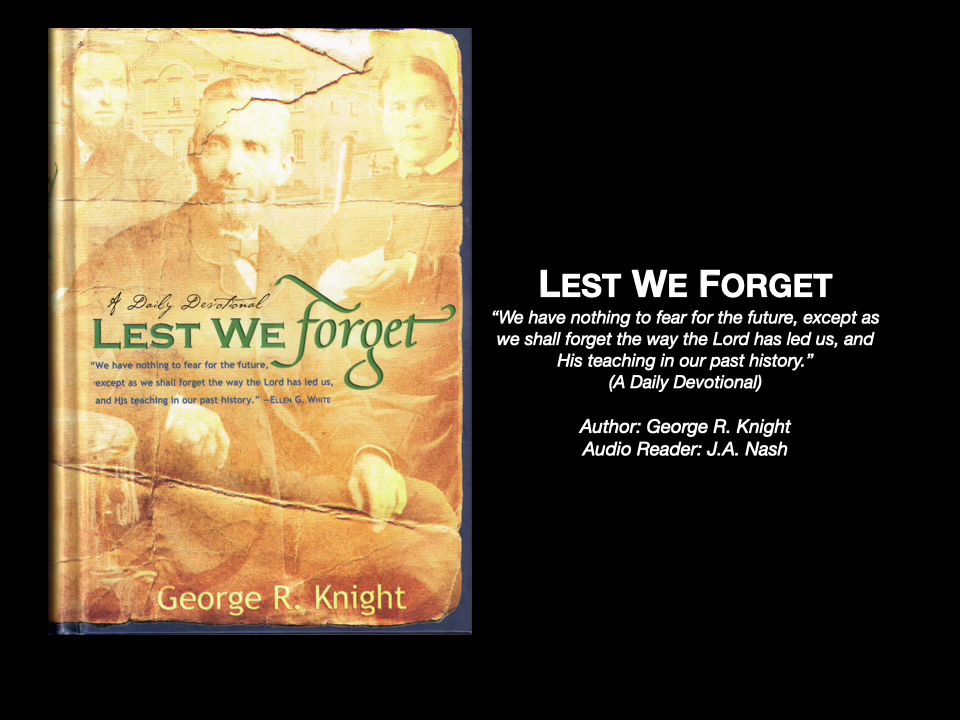 A Daily Devotional
LEST WE forget
“We have nothing to fear for the future,
except as we shall forget the way the Lord has led us,
and His teaching in our past history.” —ELLEN G. WHITE
George R. Knight
LEST WE FORGET
“We have nothing to fear for the future, except as
we shall forget the way the Lord has led us, and
His teaching in our past history.”
(A Daily Devotional)
Author: George R. Knight
Audio Reader: J.A. Nash